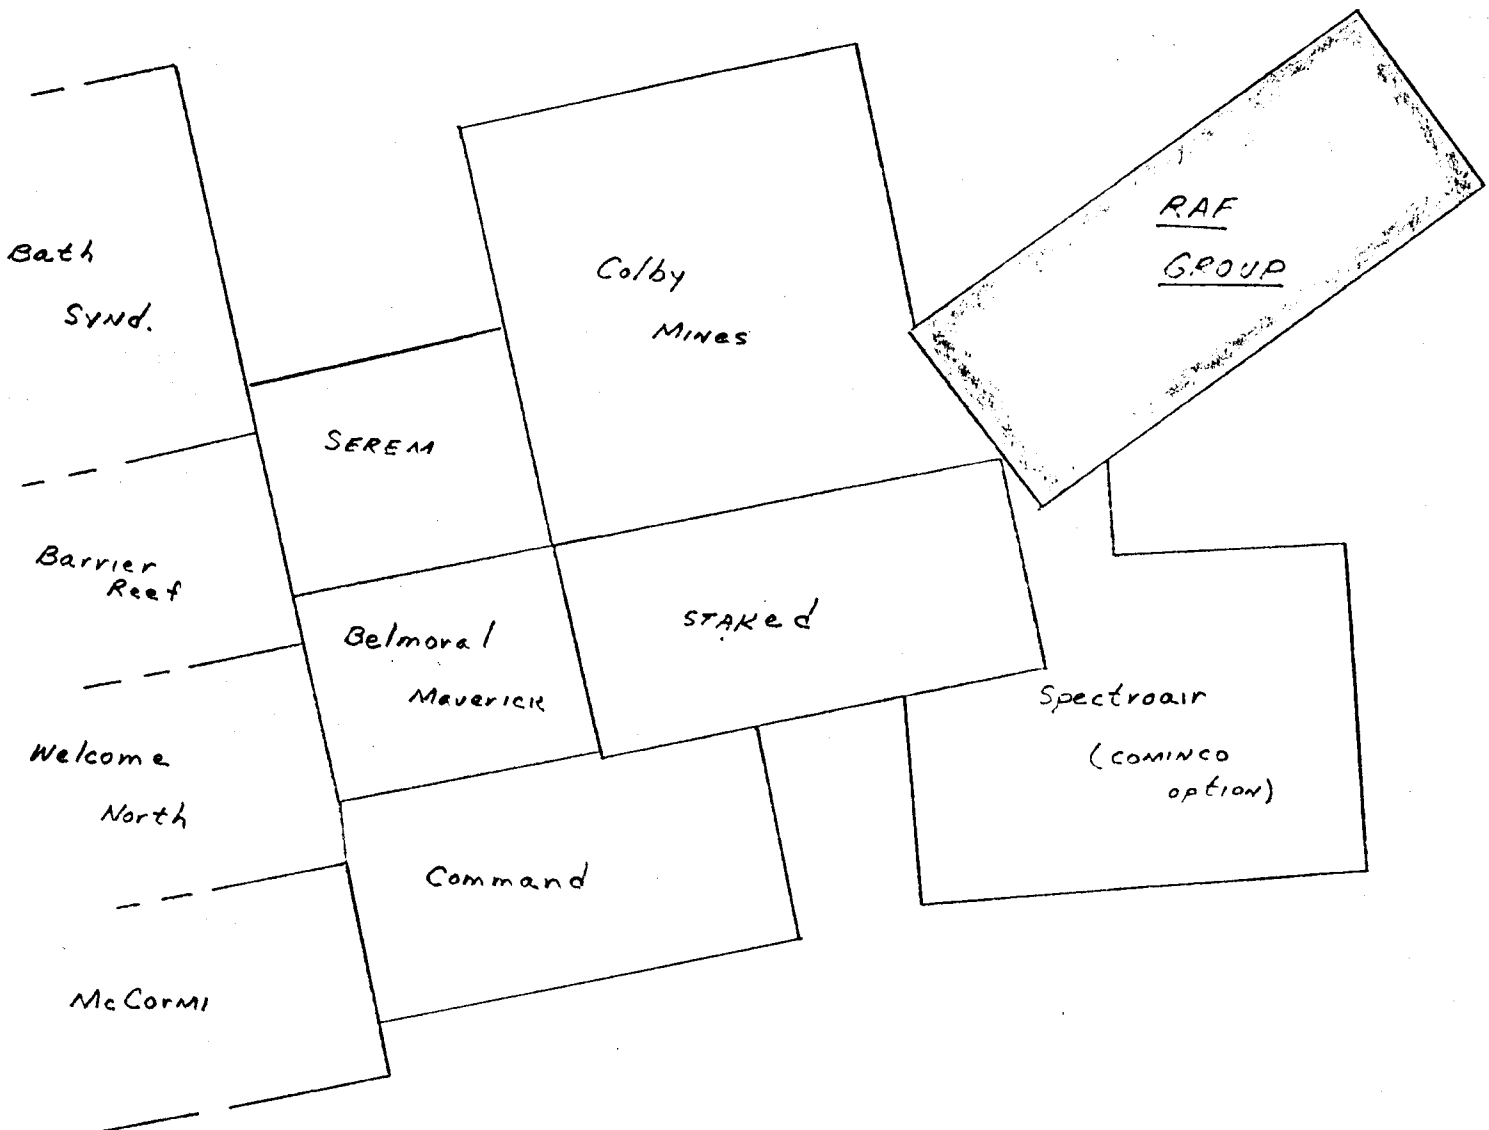 RAF
GROUP
Bath
Synd.
Colby
Mines
SEREM
Barrier
Reef
Belmoral
Maverick
STAKed
Spectroair
(COMINCO
option)
Welcome
North
Command
McCormi